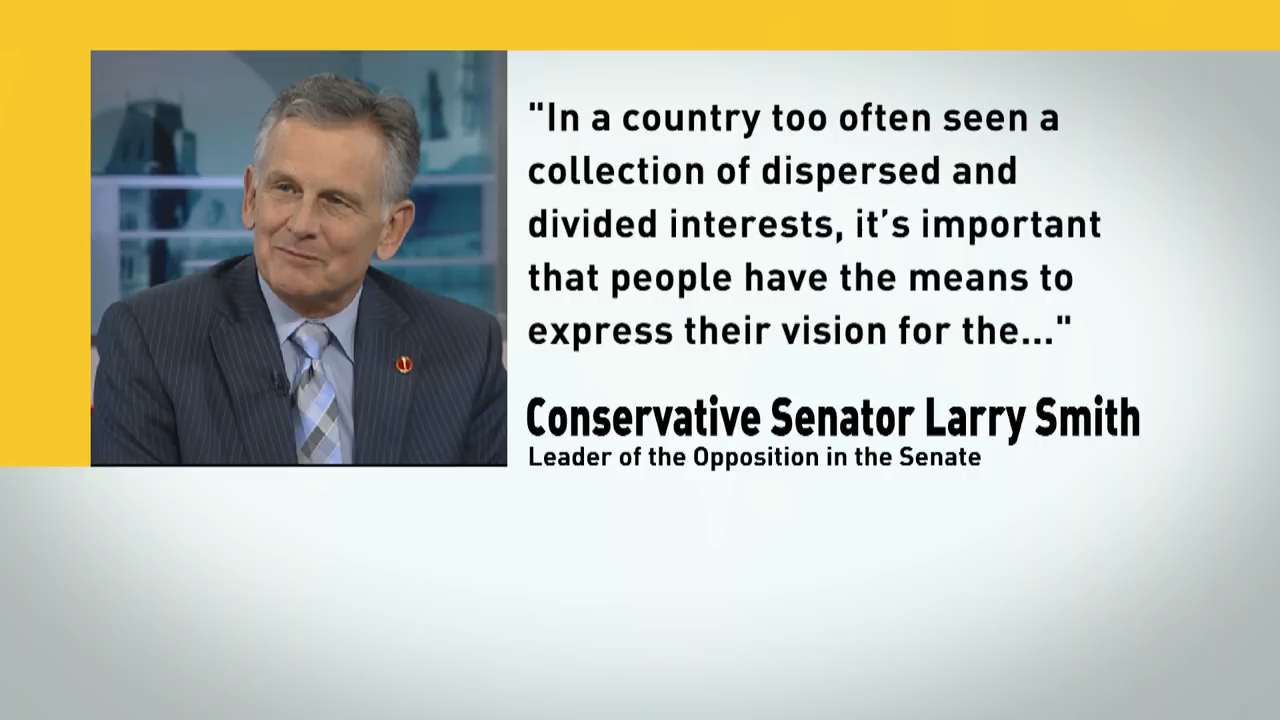 "In a country too often seen a
collection of dispersed and
divided interests, it’s important
that people have the means to
express their vision for the..."
Conservative Senator Larry Smith
Leader of the Opposition in the Senate